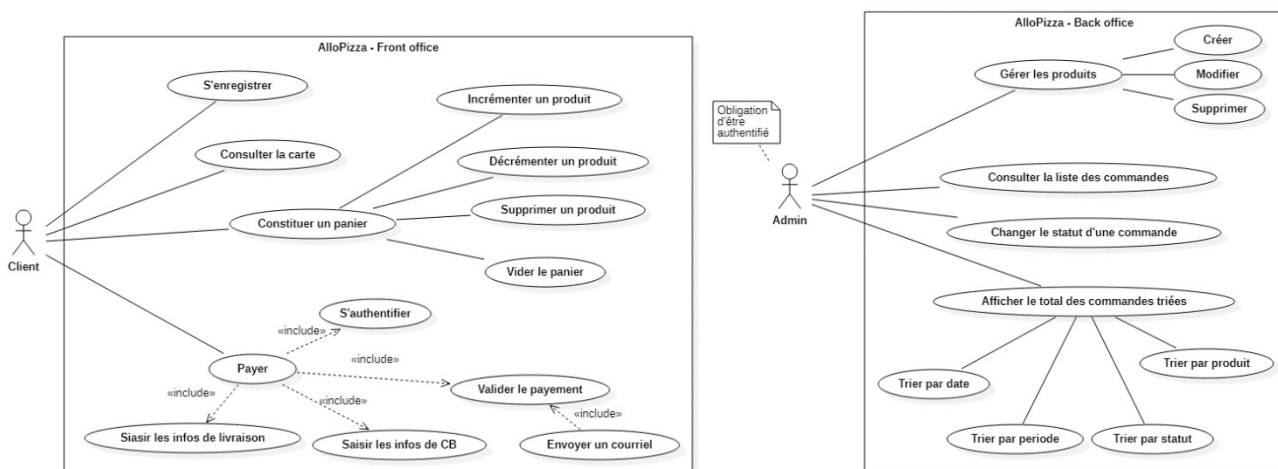 AlloPizza - Front office
S'enregistrer
Incrémenter un produit
Consulter la carte
Décrémenter un produit
Supprimer un produit
Constituer un panier
Client
Vider le panier
S'authentifier
«include»
«include»
Payer
Valider le payement
«include»
«include»
«include»
Siasir les infos de livraison
Saisir les infos de CB
Envoyer un courriel
AlloPizza - Back office
Créer
Gérer les produits
Modifier
Supprimer
Obligation
d'être
authentifié
Consulter la liste des commandes
Admin
Changer le statut d'une commande
Afficher le total des commandes triées
Trier par produit
Trier par date
Trier par periode
Trier par statut